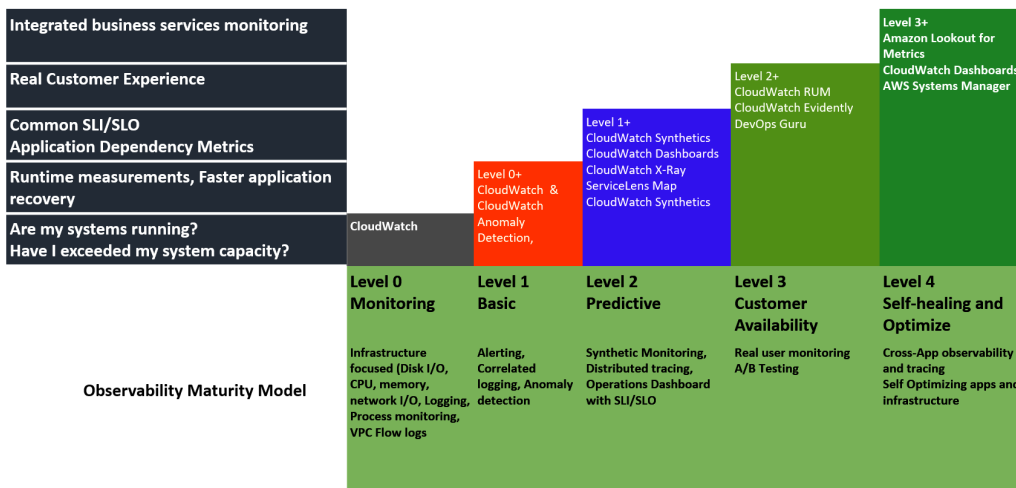 Integrated business services monitoring
Real Customer Experience
Common SLI/SLO
Application Dependency Metrics
Runtime measurements, Faster application
recovery
Are my systems running?
Have I exceeded my system capacity?
CloudWatch
Level 0+
CloudWatch &
CloudWatch
Anomaly
Detection,
Level 1+
CloudWatch Synthetics
CloudWatch Dashboards
CloudWatch X-Ray
ServiceLens Map
CloudWatch Synthetics
Level 2+
CloudWatch RUM
CloudWatch Evidently
DevOps Guru
Level 3+
Amazon Lookout for
Metrics
CloudWatch Dashboards
AWS Systems Manager
Observability Maturity Model
Level 0
Monitoring
Infrastructure
focused (Disk I/O,
CPU, memory,
network I/O, Logging,
Process monitoring,
VPC Flow logs
Level 1
Basic
Alerting,
Correlated
logging, Anomaly
detection
Level 2
Predictive
Synthetic Monitoring,
Distributed tracing,
Operations Dashboard
with SLI/SLO
Level 3
Customer
Availability
Real user monitoring
A/B Testing
Level 4
Self-healing and
Optimize
Cross-App observability
and tracing
Self Optimizing apps and
infrastructure